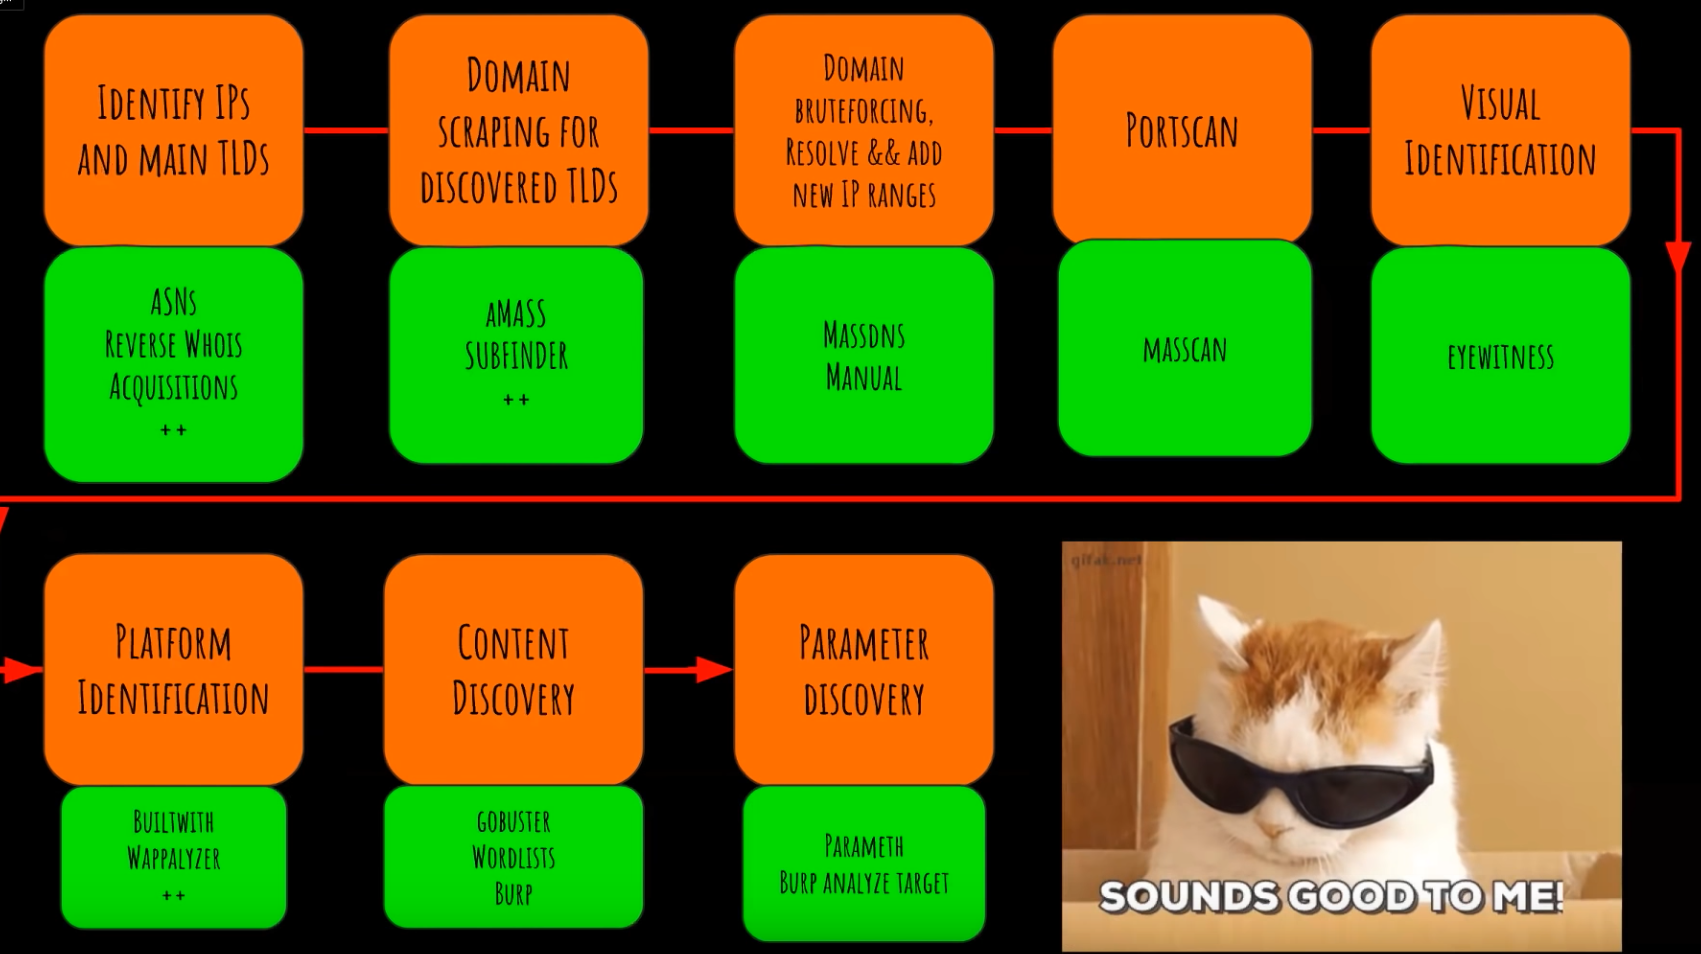 Identify IPs
and main TLDs
Domain
scraping for
discovered TLDs
Domain
bruteforcing,
Resolve && add
new IP ranges
Portscan
Visual
Identification
ASNs
Reverse Whois
Acquisitions
++
aMASS
subfinder
++
Massdns
Manual
masscan
eyewitness
Platform
Identification
Content
Discovery
Parameter
discovery
Builtwith
Wappalyzer
++
gobuster
Wordlists
Burp
Parameth
Burp analyze target
gifak.net
SOUNDS GOOD TO ME!